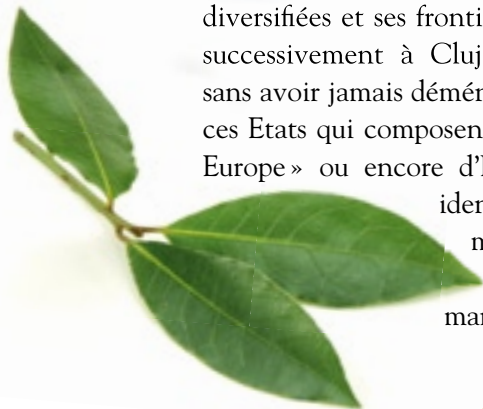 diversifiées et ses fronti
successivement à Cluj
sans avoir jamais démén
ces Etats qui composen
Europe» ou encore d'
iden
m
mar